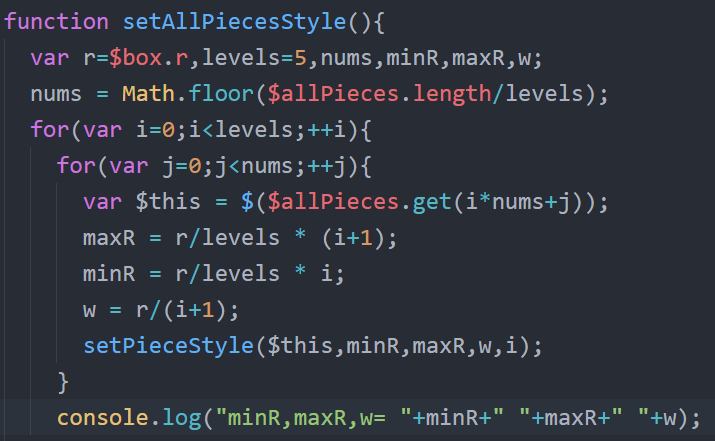 function setAllPiecesStyle(){
var r=$box.r,levels=5,nums,minR,maxR,w;
nums = Math.floor($allPieces.length/levels);
for(var i=0;i<levels;++i){
for(var j=0;j<nums;++j){
var $this = $($allPieces.get(i*nums+j));
maxR = r/levels * (i+1);
minR = r/levels * i;
w = r/(i+1);
setPieceStyle($this,minR,maxR,w,i);
}
console.log("minR,maxR,w= "+minR+" "+maxR+" "+w);